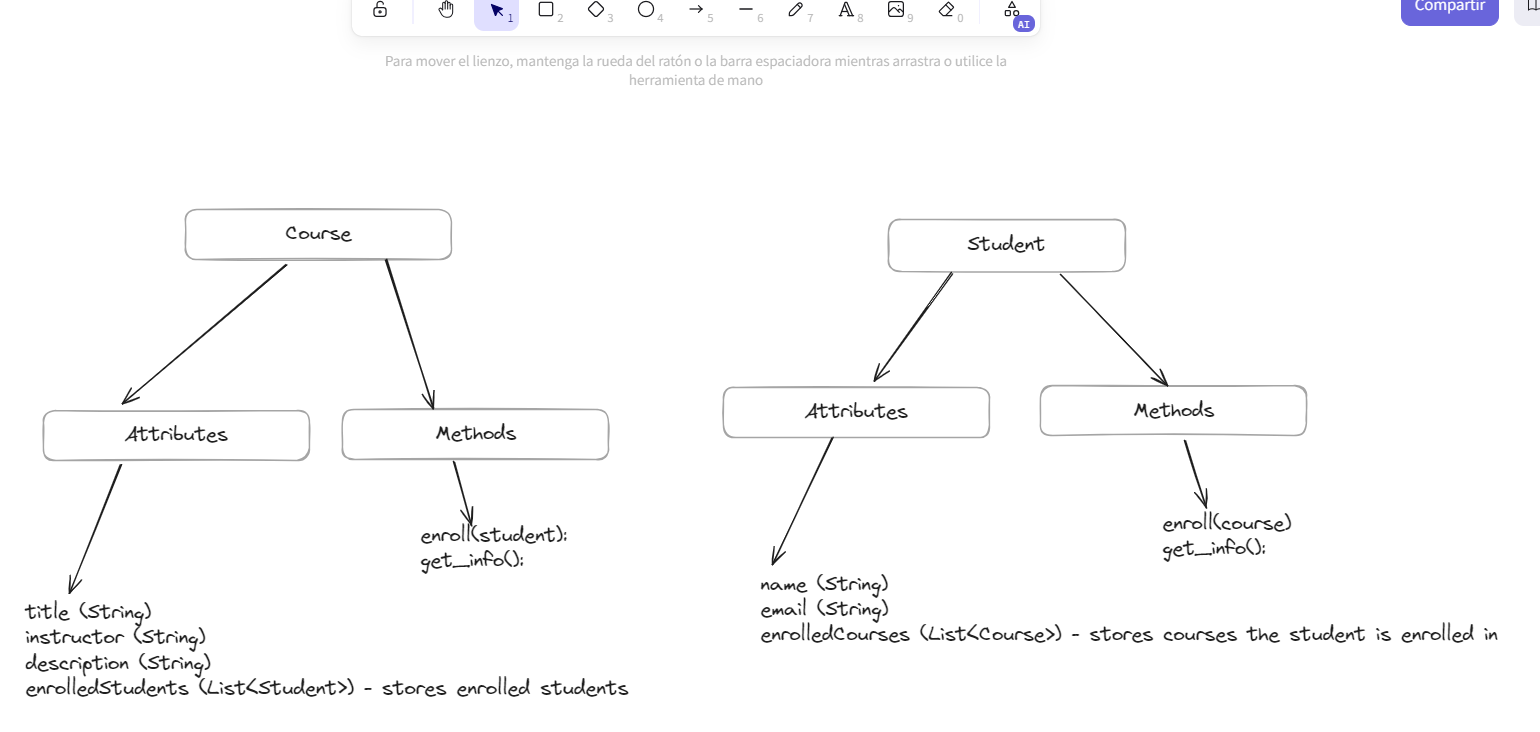 1
2
3
4
5
6
7
8
9
0
AI
Compartir
Para mover el lienzo, mantenga la rueda del ratón o la barra espaciadora mientras arrastra o utilice la
herramienta de mano
Course
Attributes
Methods
enroll(student):
get_info():
title (String)
instructor (String)
description (String)
enrolledStudents (List<Student>) - stores enrolled students
Student
Attributes
Methods
enroll(course)
get_info():
name (String)
email (String)
enrolledCourses (List<Course>) - stores courses the student is enrolled in